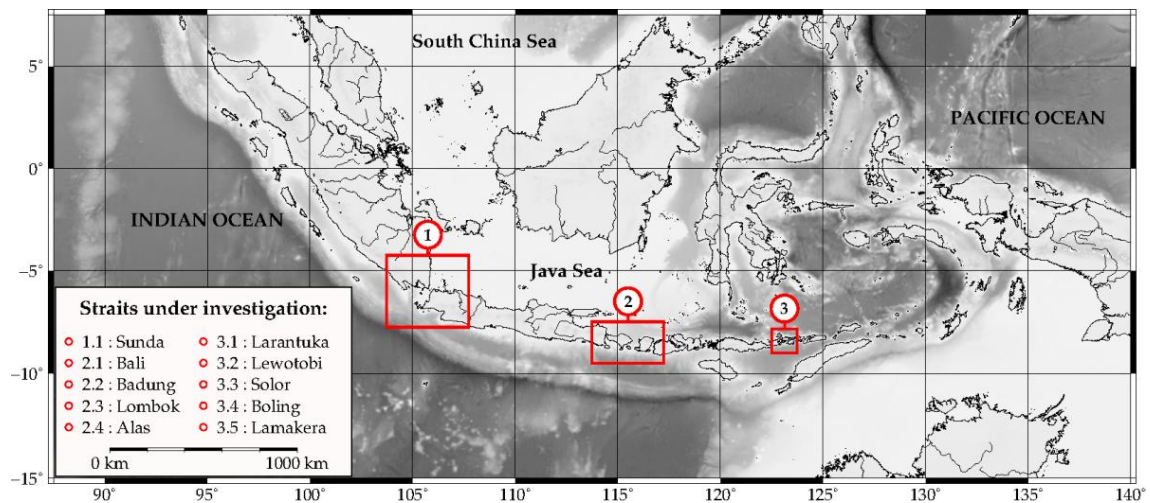 South China Sea
5°
PACIFIC OCEAN
0°
INDIAN OCEAN
1
−5°
Java Sea
2
3
Straits under investigation:
1.1 : Sunda
3.1 : Larantuka
2.1 : Bali
3.2 : Lewotobi
2.2 : Badung
3.3 : Solor
2.3 : Lombok
3.4 : Boling
2.4 : Alas
3.5 : Lamakera
−10°
0 km
1000 km
−15°
90° 95° 100° 105° 110° 115° 120° 125° 130° 135° 140°